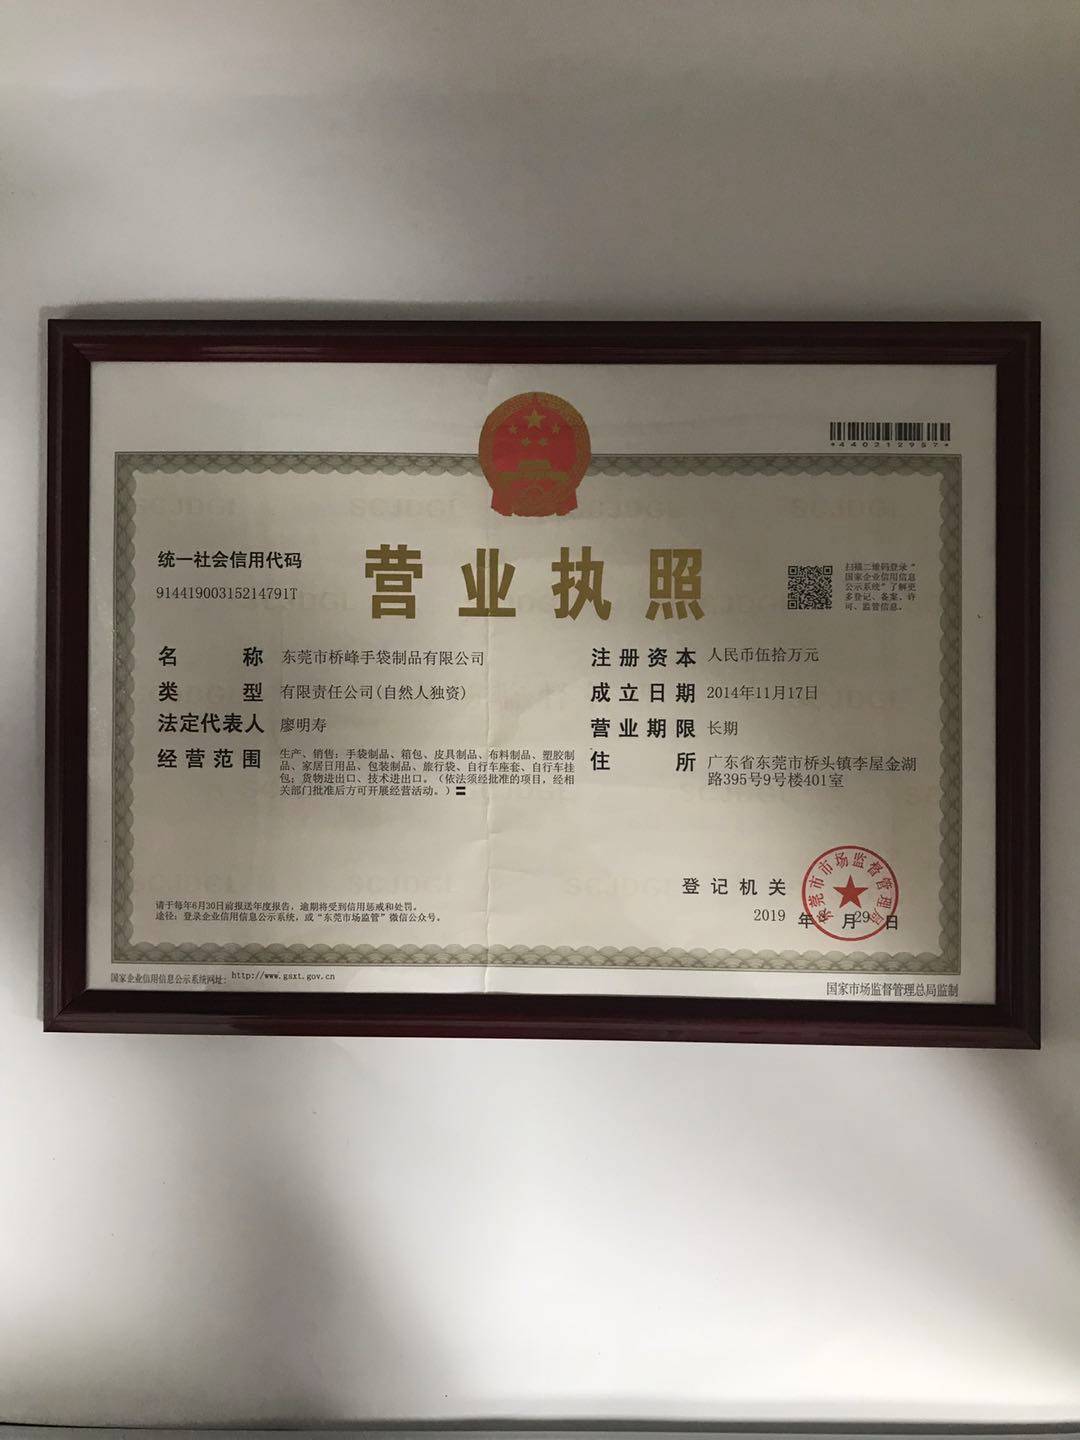 *440212957*
营业执照
统一社会信用代码
91441900315214791T
扫描二维码登录“
国家企业信用信息
公示系统”了解更
多登记、备案、许
可、监管信息。
名 称 东莞市桥峰手袋制品有限公司
类 型 有限责任公司(自然人独资)
法定代表人 廖明寿
经营范围 生产、销售：手袋制品、箱包、皮具制品、布料制品、塑胶制
品、家居日用品、包装制品、旅行袋、自行车座套、自行车挂
包；货物进出口、技术进出口。（依法须经批准的项目，经相
关部门批准后方可开展经营活动。）〓
注册资本 人民币伍拾万元
成立日期 2014年11月17日
营业期限 长期
住 所 广东省东莞市桥头镇李屋金湖
路395号9号楼401室
登记机关
东莞市市场监督管理局
2019 年 月 29 日
请于每年6月30日前报送年度报告，逾期将受到信用惩戒和处罚。
途径：登录企业信用信息公示系统，或“东莞市场监管”微信公众号。
国家企业信用信息公示系统网址：http://www.gsxt.gov.cn
国家市场监督管理总局监制